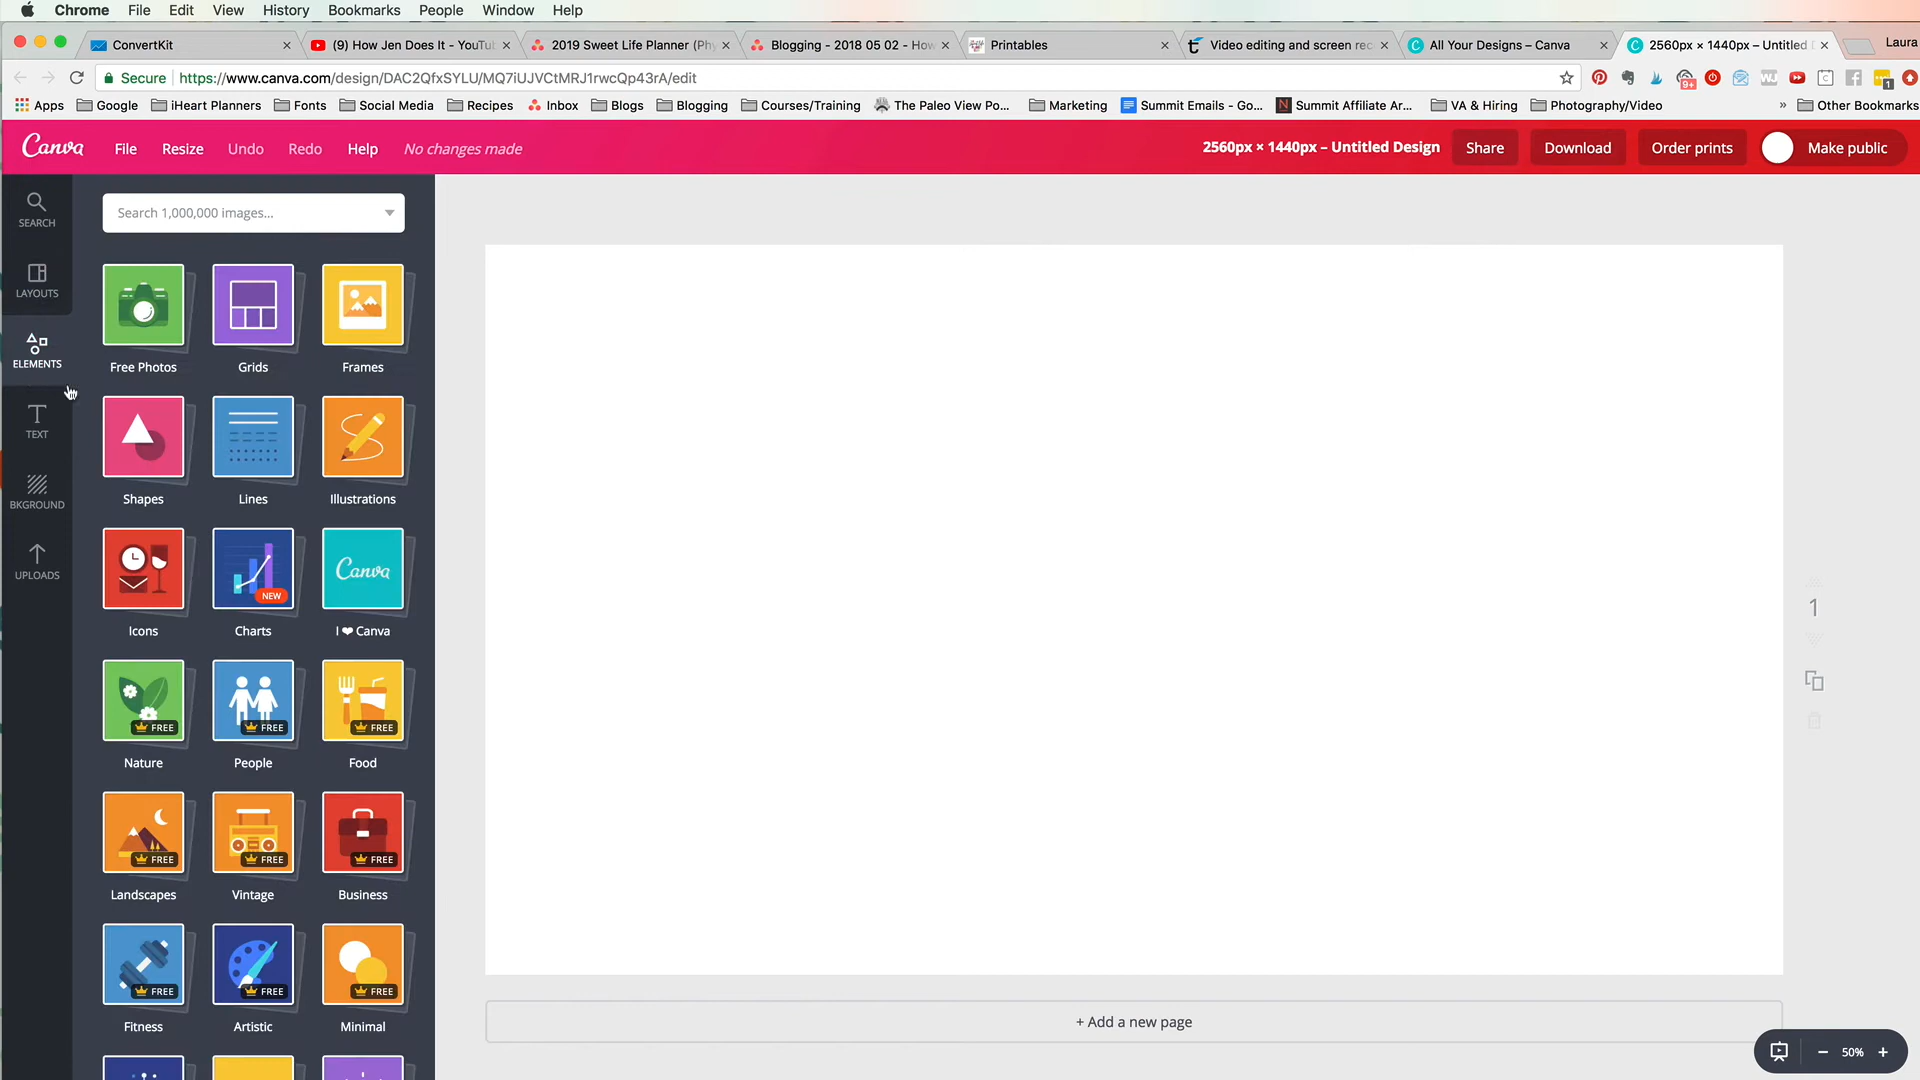 Chrome File Edit View History Bookmarks People Window Help
ConvertKit
(9) How Jen Does It - YouTu
2019 Sweet Life Planner (Phy
Blogging - 2018 05 02 - How
Printables
Video editing and screen rec
All Your Designs – Canva
2560px × 1440px – Untitled D
Laura
Secure https://www.canva.com/design/DAC2QfxSYLU/MQ7iUJVCtMRJ1rwcQp43rA/edit
9+
1
Apps Google iHeart Planners Fonts Social Media Recipes Inbox Blogs Blogging Courses/Training The Paleo View Po... Marketing Summit Emails - Go... Summit Affiliate Ar... VA & Hiring Photography/Video » Other Bookmarks
Canva File Resize Undo Redo Help No changes made 2560px × 1440px – Untitled Design Share Download Order prints Make public
SEARCH
LAYOUTS
ELEMENTS
TEXT
BKGROUND
UPLOADS
Search 1,000,000 images...
Free Photos Grids Frames
Shapes Lines Illustrations
NEW
Canva
Icons Charts I ❤ Canva
FREE FREE FREE
Nature People Food
FREE FREE FREE
Landscapes Vintage Business
FREE FREE FREE
Fitness Artistic Minimal
1
+ Add a new page
− 50% +